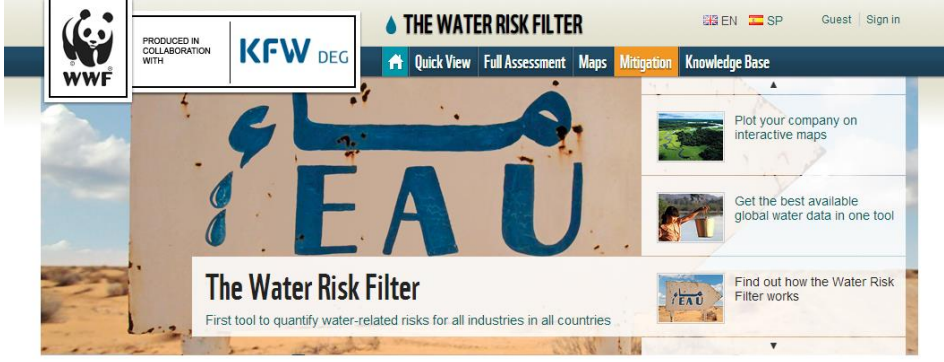 WWF
PRODUCED IN
COLLABORATION
WITH
KFW DEG
THE WATER RISK FILTER
EN SP Guest Sign in
Quick View Full Assessment Maps Mitigation Knowledge Base
ماء
EAU
Plot your company on
interactive maps
Get the best available
global water data in one tool
ماء
EAU
Find out how the Water Risk
Filter works
The Water Risk Filter
First tool to quantify water-related risks for all industries in all countries